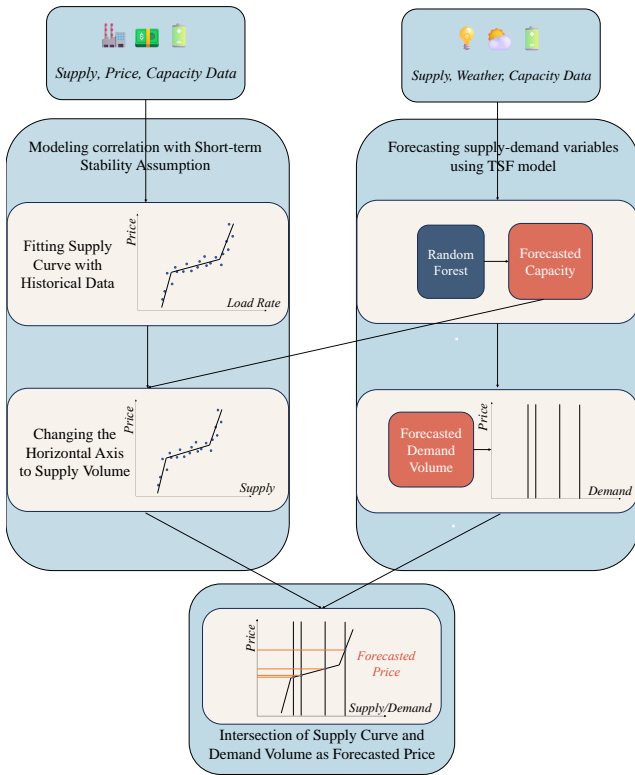 Supply, Price, Capacity Data
Supply, Weather, Capacity Data
Modeling correlation with Short-term
Stability Assumption
Fitting Supply
Curve with
Historical Data
Price
Load Rate
Changing the
Horizontal Axis
to Supply Volume
Price
Supply
Forecasting supply-demand variables
using TSF model
Random
Forest
Forecasted
Capacity
Forecasted
Demand
Volume
Price
Demand
Price
Forecasted
Price
Supply/Demand
Intersection of Supply Curve and
Demand Volume as Forecasted Price